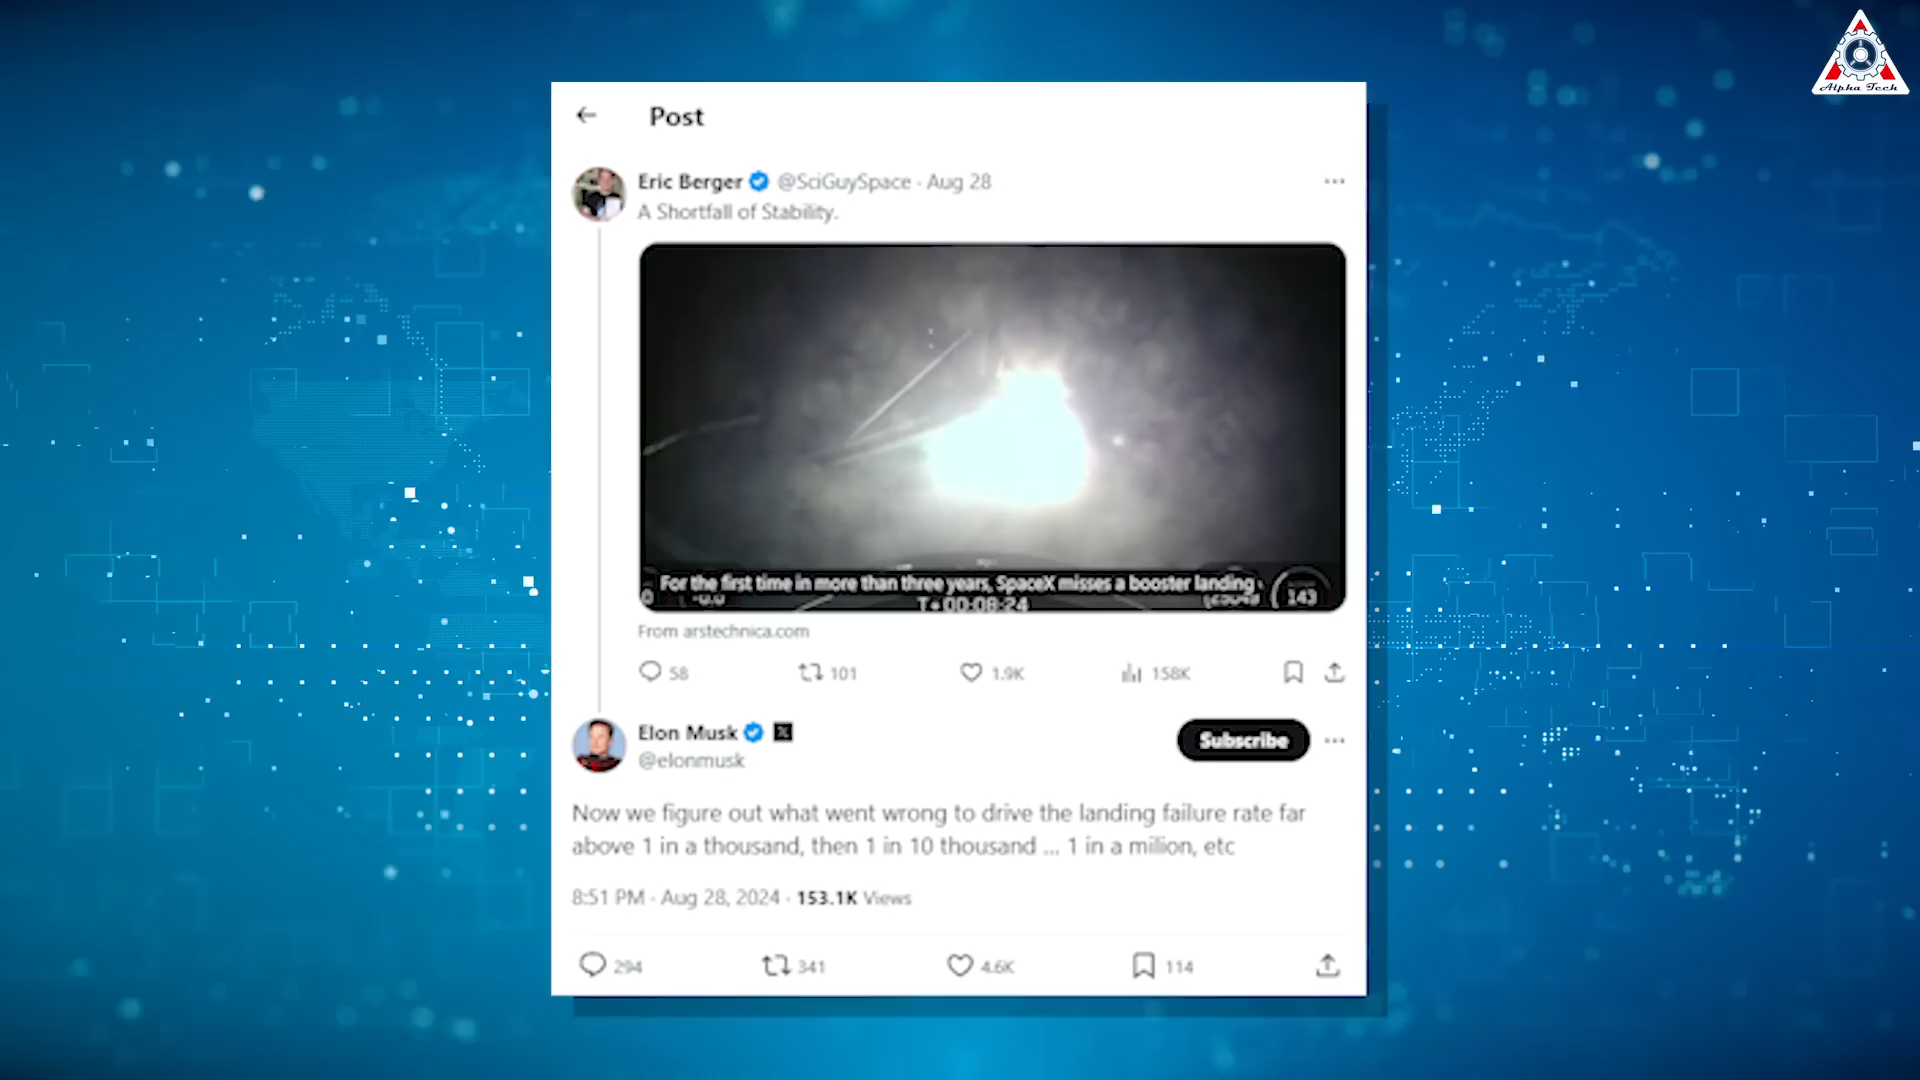 Alpha Tech
Post
Eric Berger @SciGuySpace · Aug 28
A Shortfall of Stability.
For the first time in more than three years, SpaceX misses a booster landing
T+00:08:24
143
From arstechnica.com
58 101 1.9K 158K
Elon Musk
@elonmusk
Subscribe
Now we figure out what went wrong to drive the landing failure rate far
above 1 in a thousand, then 1 in 10 thousand ... 1 in a million, etc
8:51 PM · Aug 28, 2024 · 153.1K Views
294 341 4.6K 114